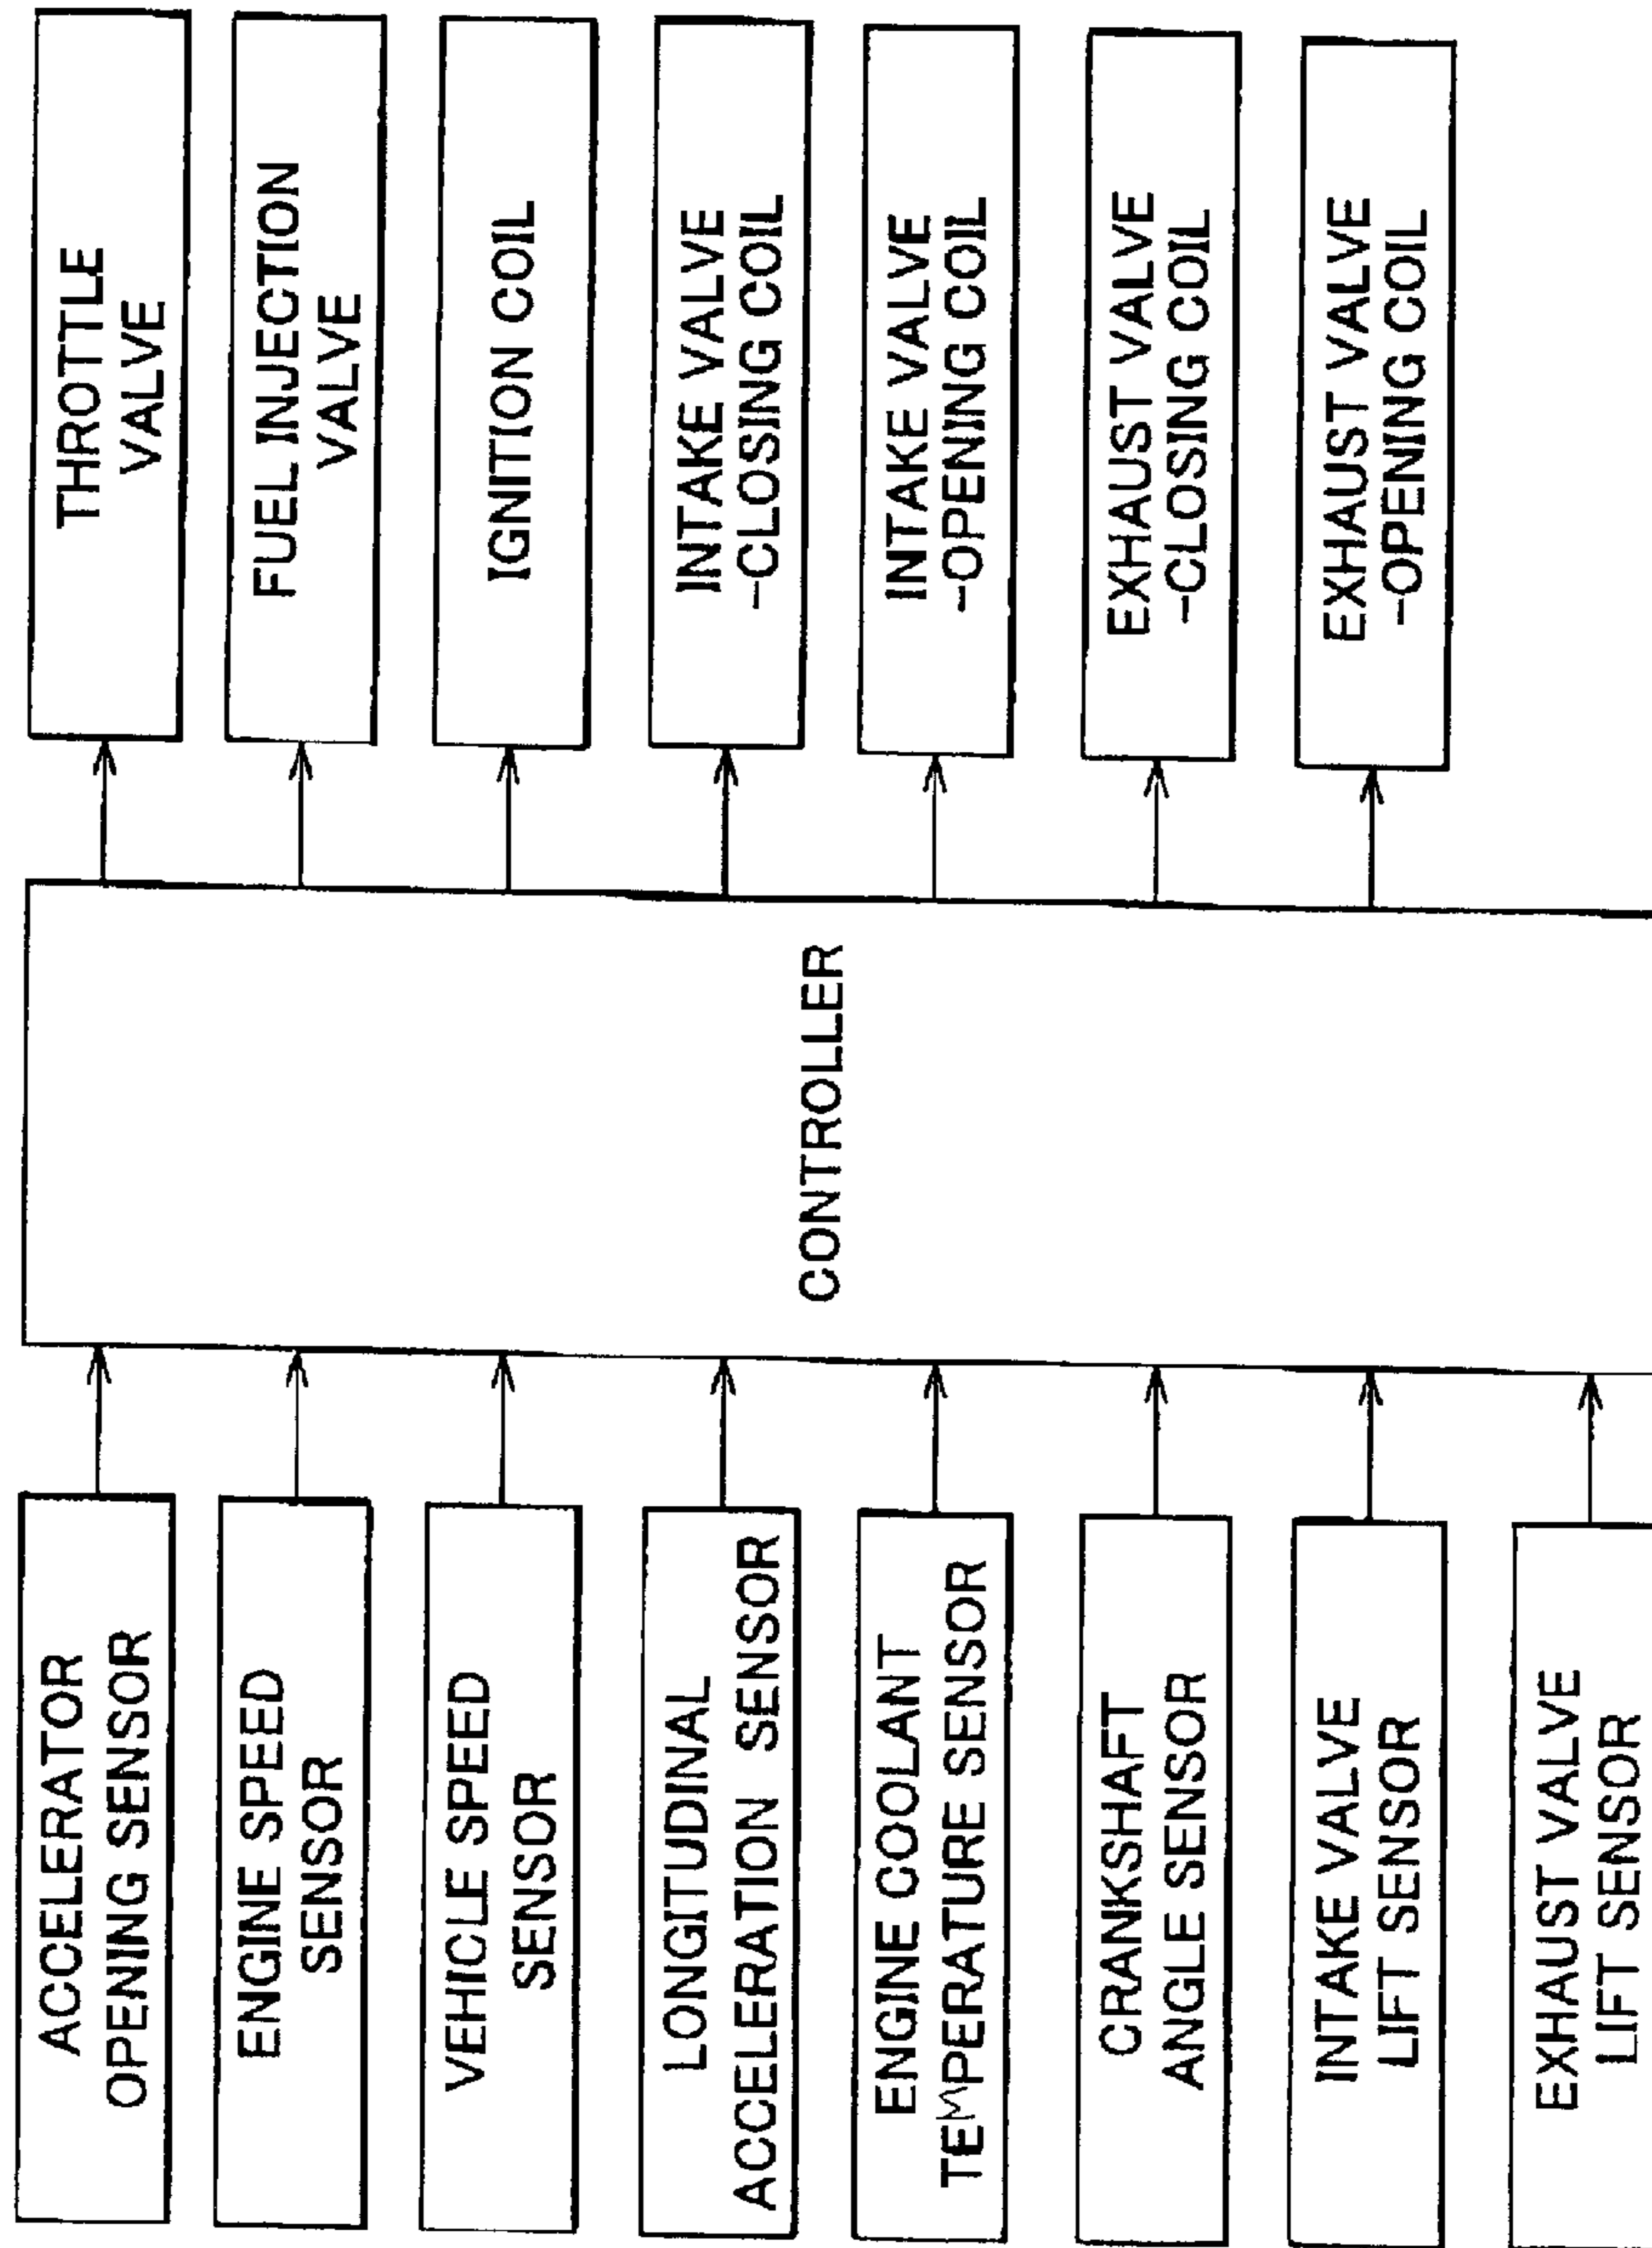 ACCELERATOR
OPENING SENSOR
ENGINE SPEED
SENSOR
VEHICLE SPEED
SENSOR
LONGITUDINAL
ACCELERATION SENSOR
ENGINE COOLANT
TEMPERATURE SENSOR
CRANKSHAFT
ANGLE SENSOR
INTAKE VALVE
LIFT SENSOR
EXHAUST VALVE
LIFT SENSOR
CONTROLLER
THROTTLE
VALVE
FUEL INJECTION
VALVE
IGNITION COIL
INTAKE VALVE
-CLOSING COIL
INTAKE VALVE
-OPENING COIL
EXHAUST VALVE
-CLOSING COIL
EXHAUST VALVE
-OPENING COIL